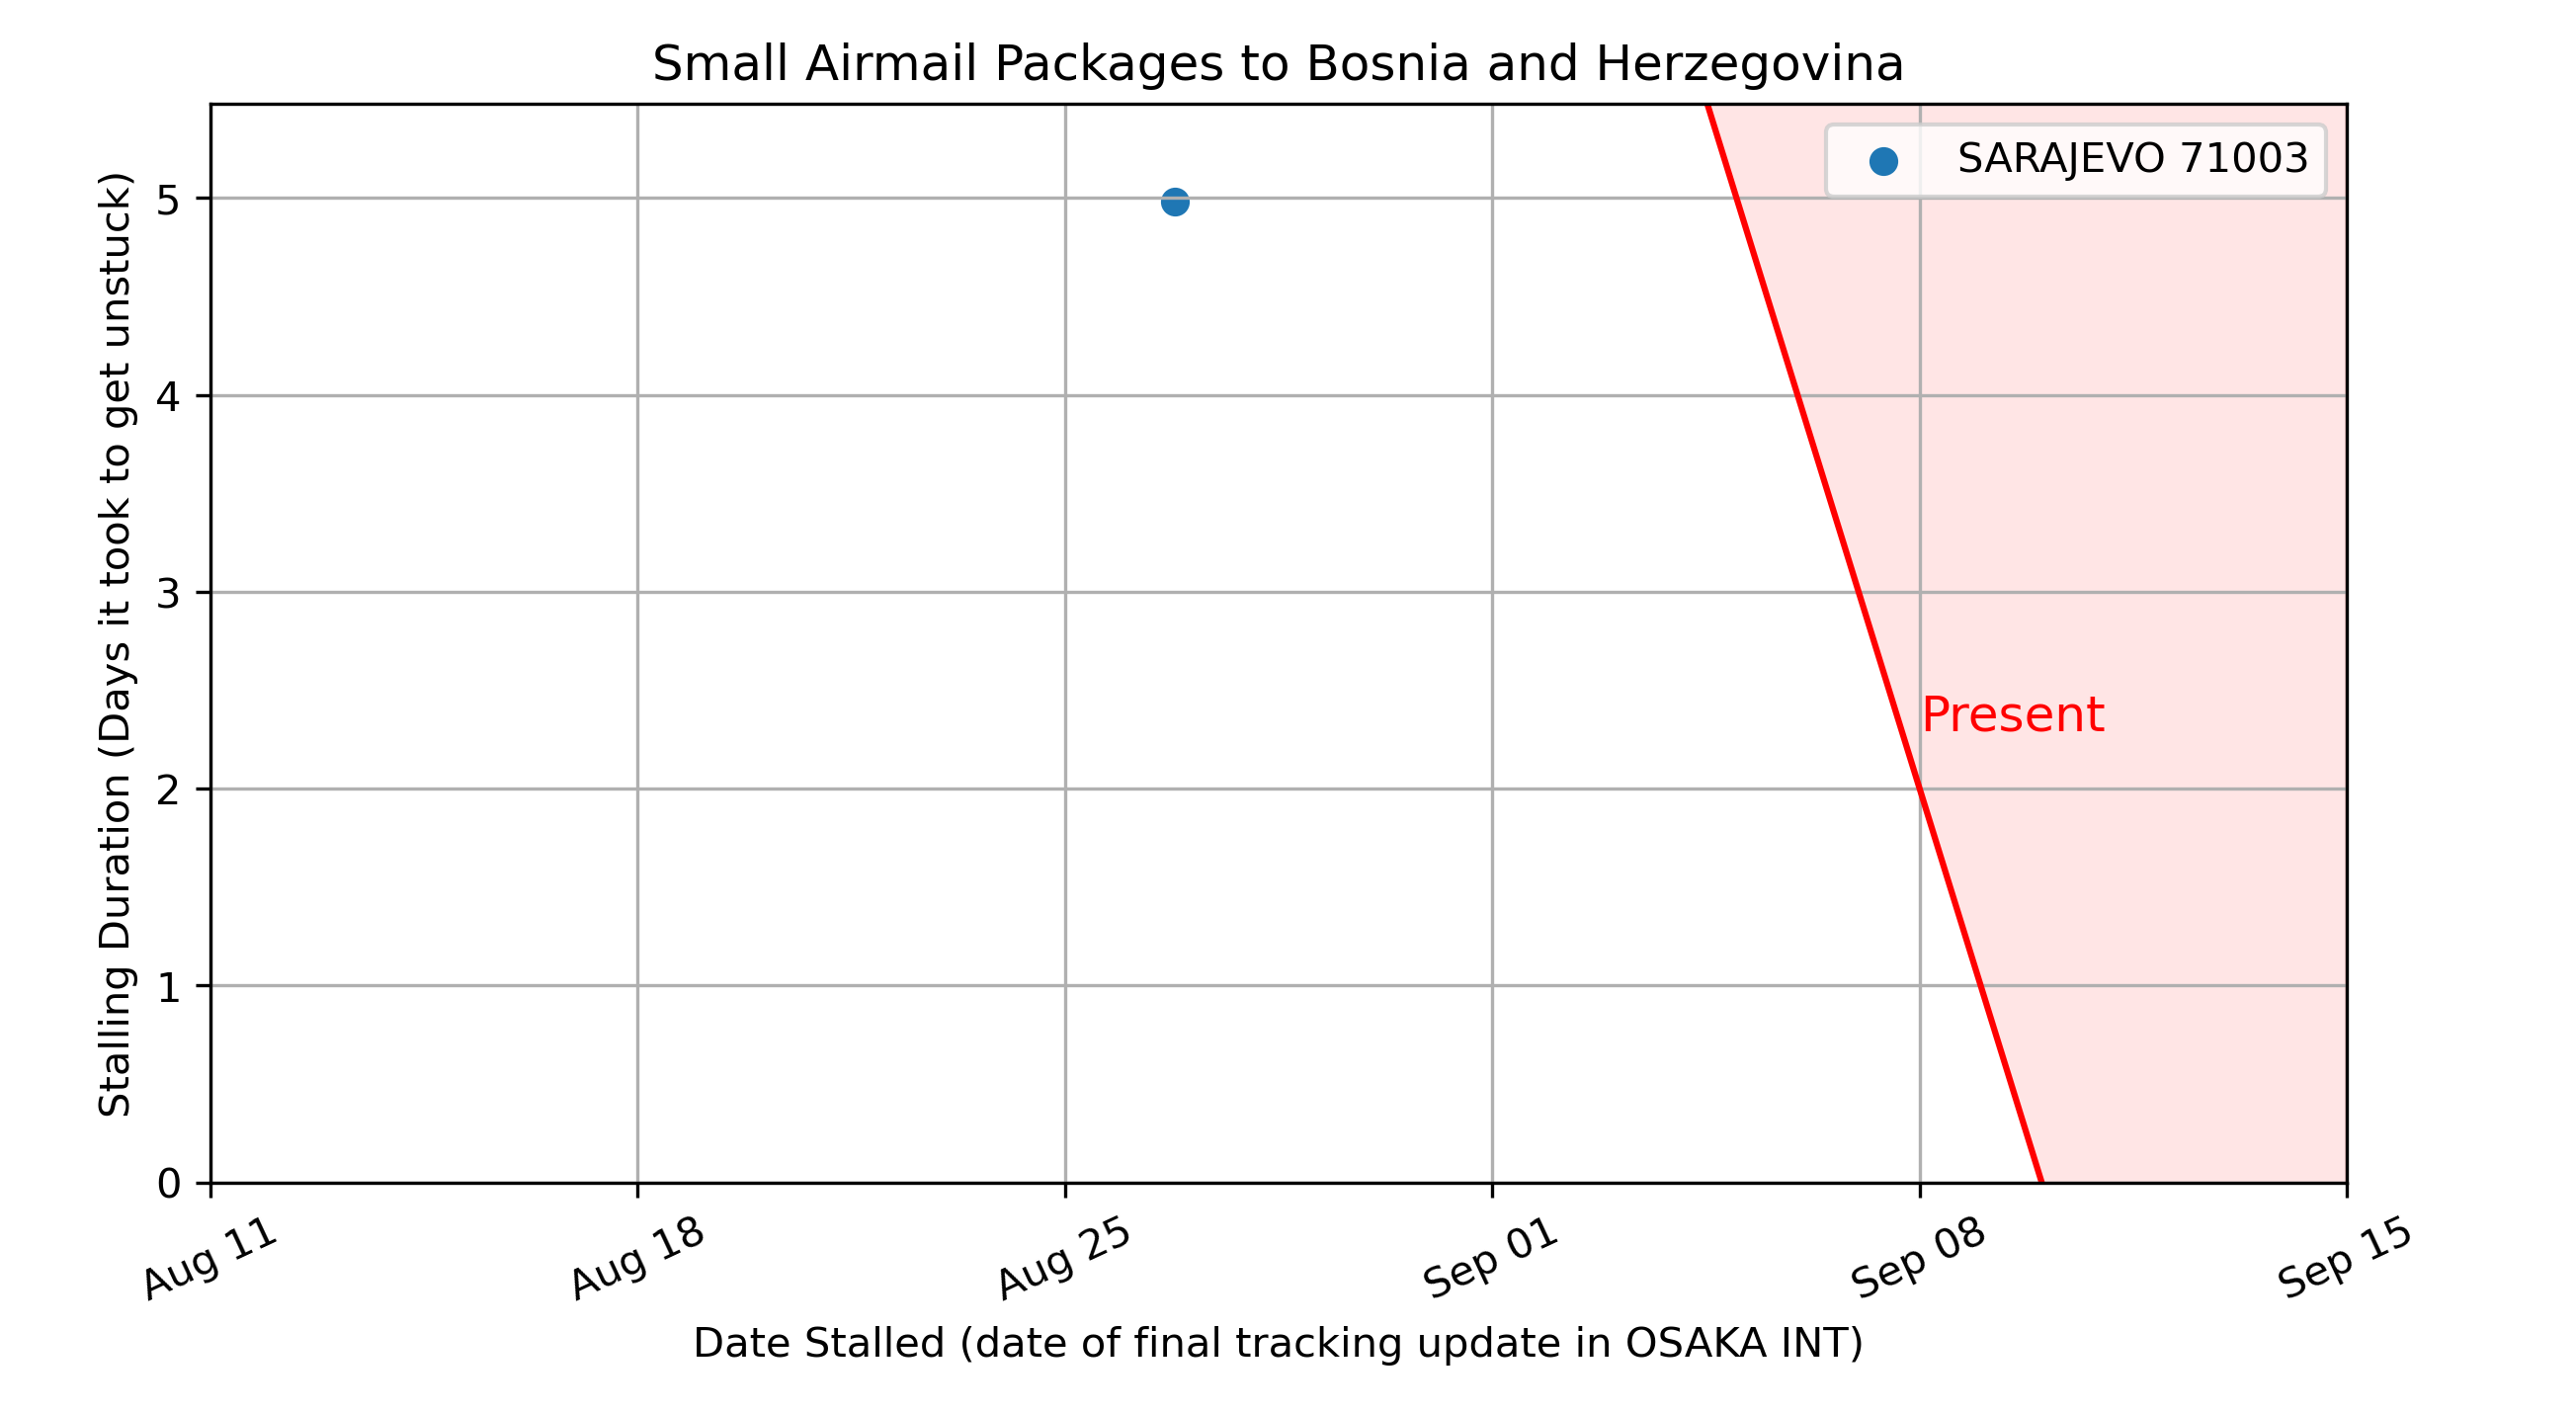 Small Airmail Packages to Bosnia and Herzegovina
Stalling Duration (Days it took to get unstuck)
5
4
3
2
1
0
SARAJEVO 71003
Present
Aug 11
Aug 18
Aug 25
Sep 01
Sep 08
Sep 15
Date Stalled (date of final tracking update in OSAKA INT)